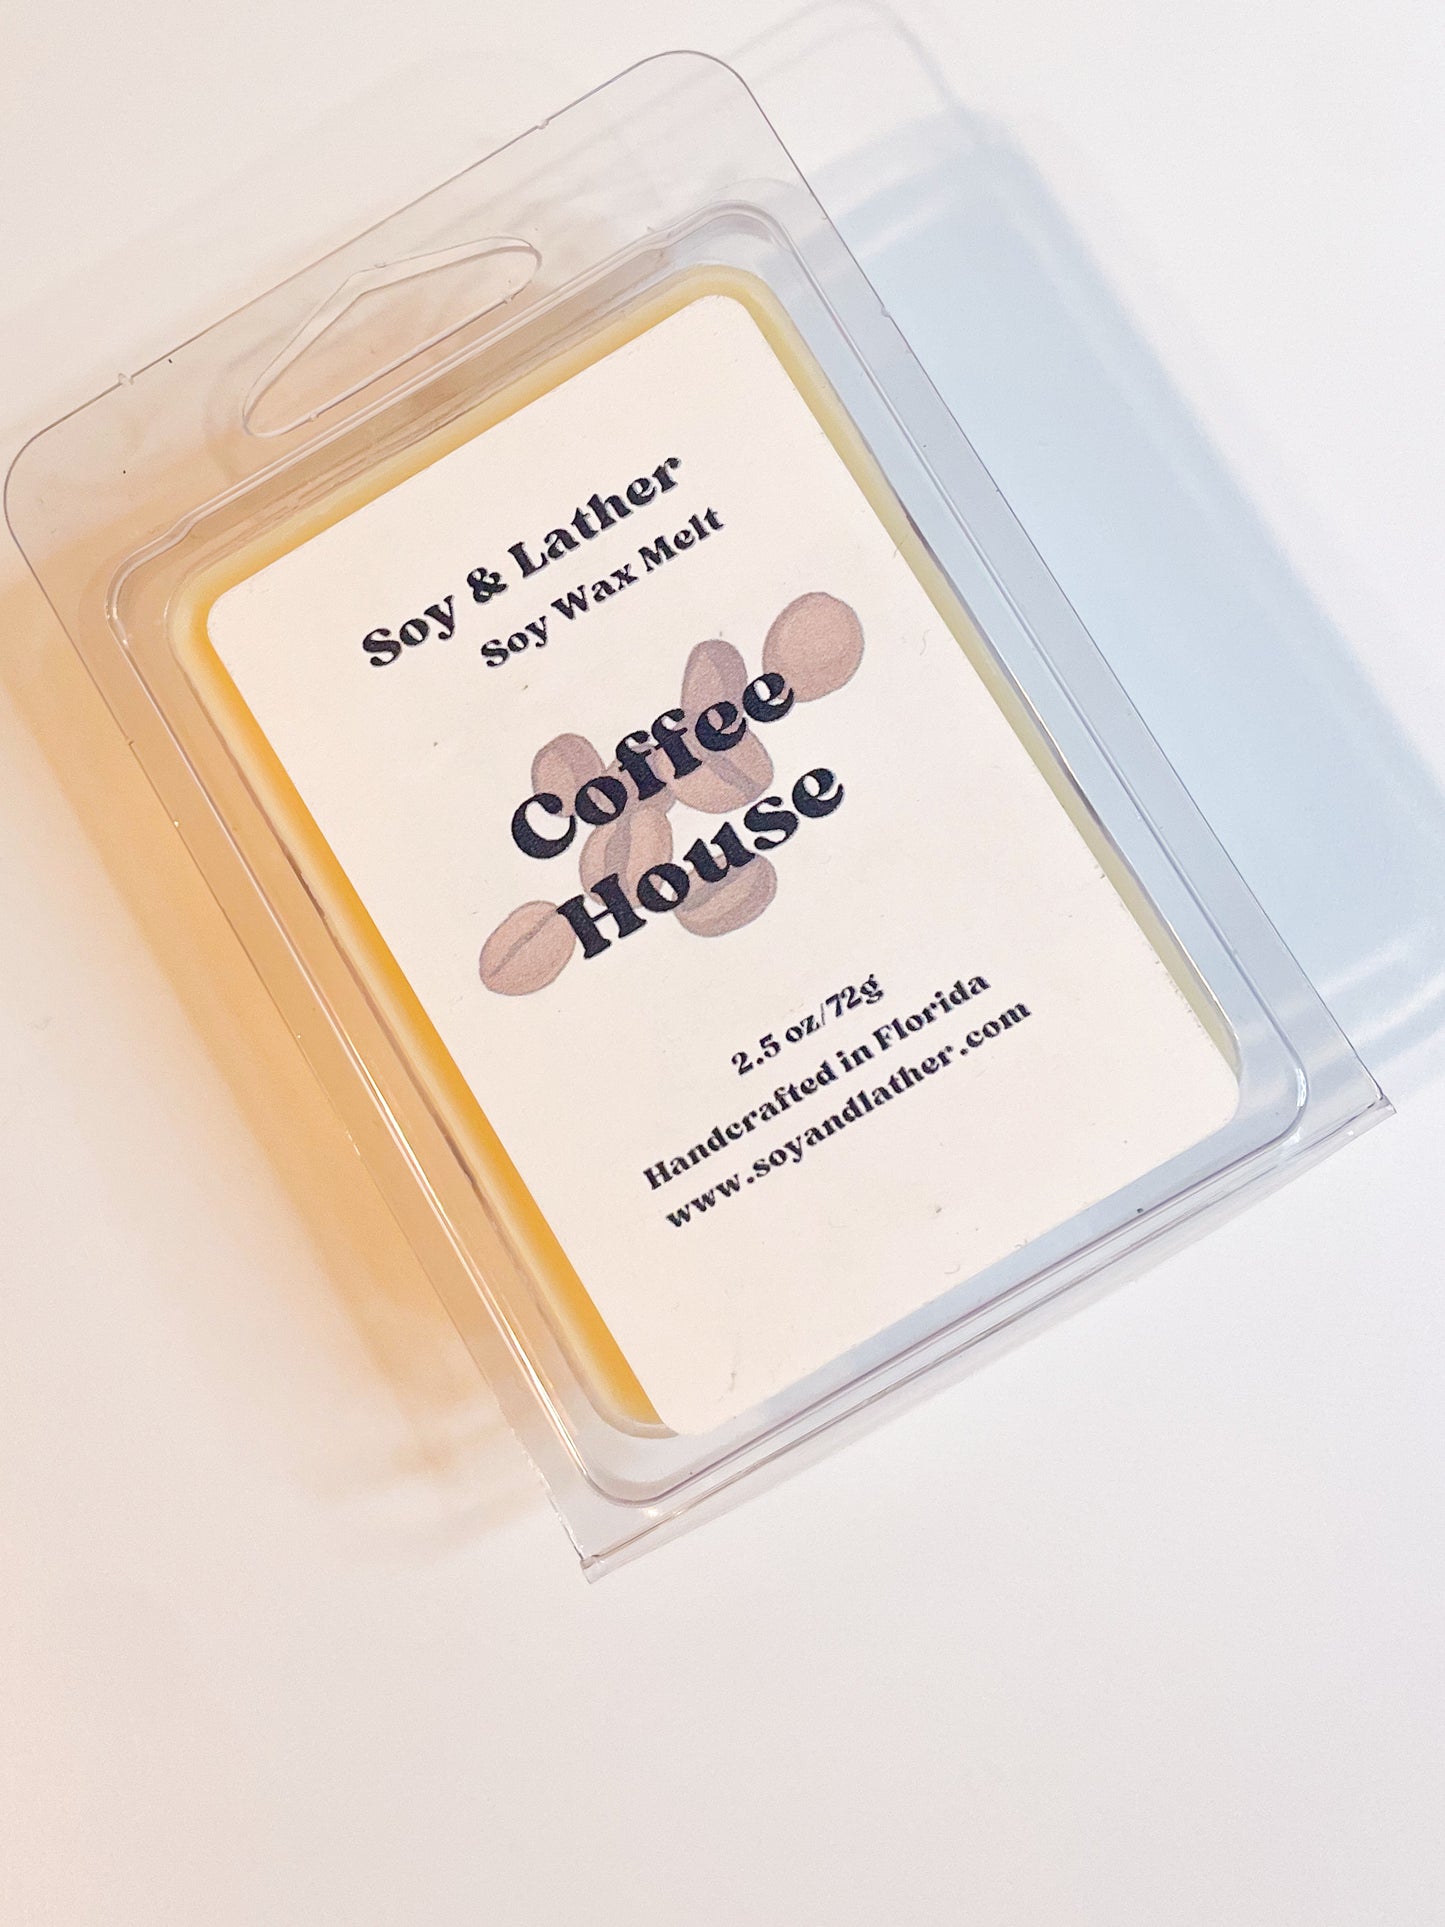 Soy & Lather
Soy Wax Melt
Coffee
House
2.5 oz/72g
Handcrafted in Florida
www.soyandlather.com